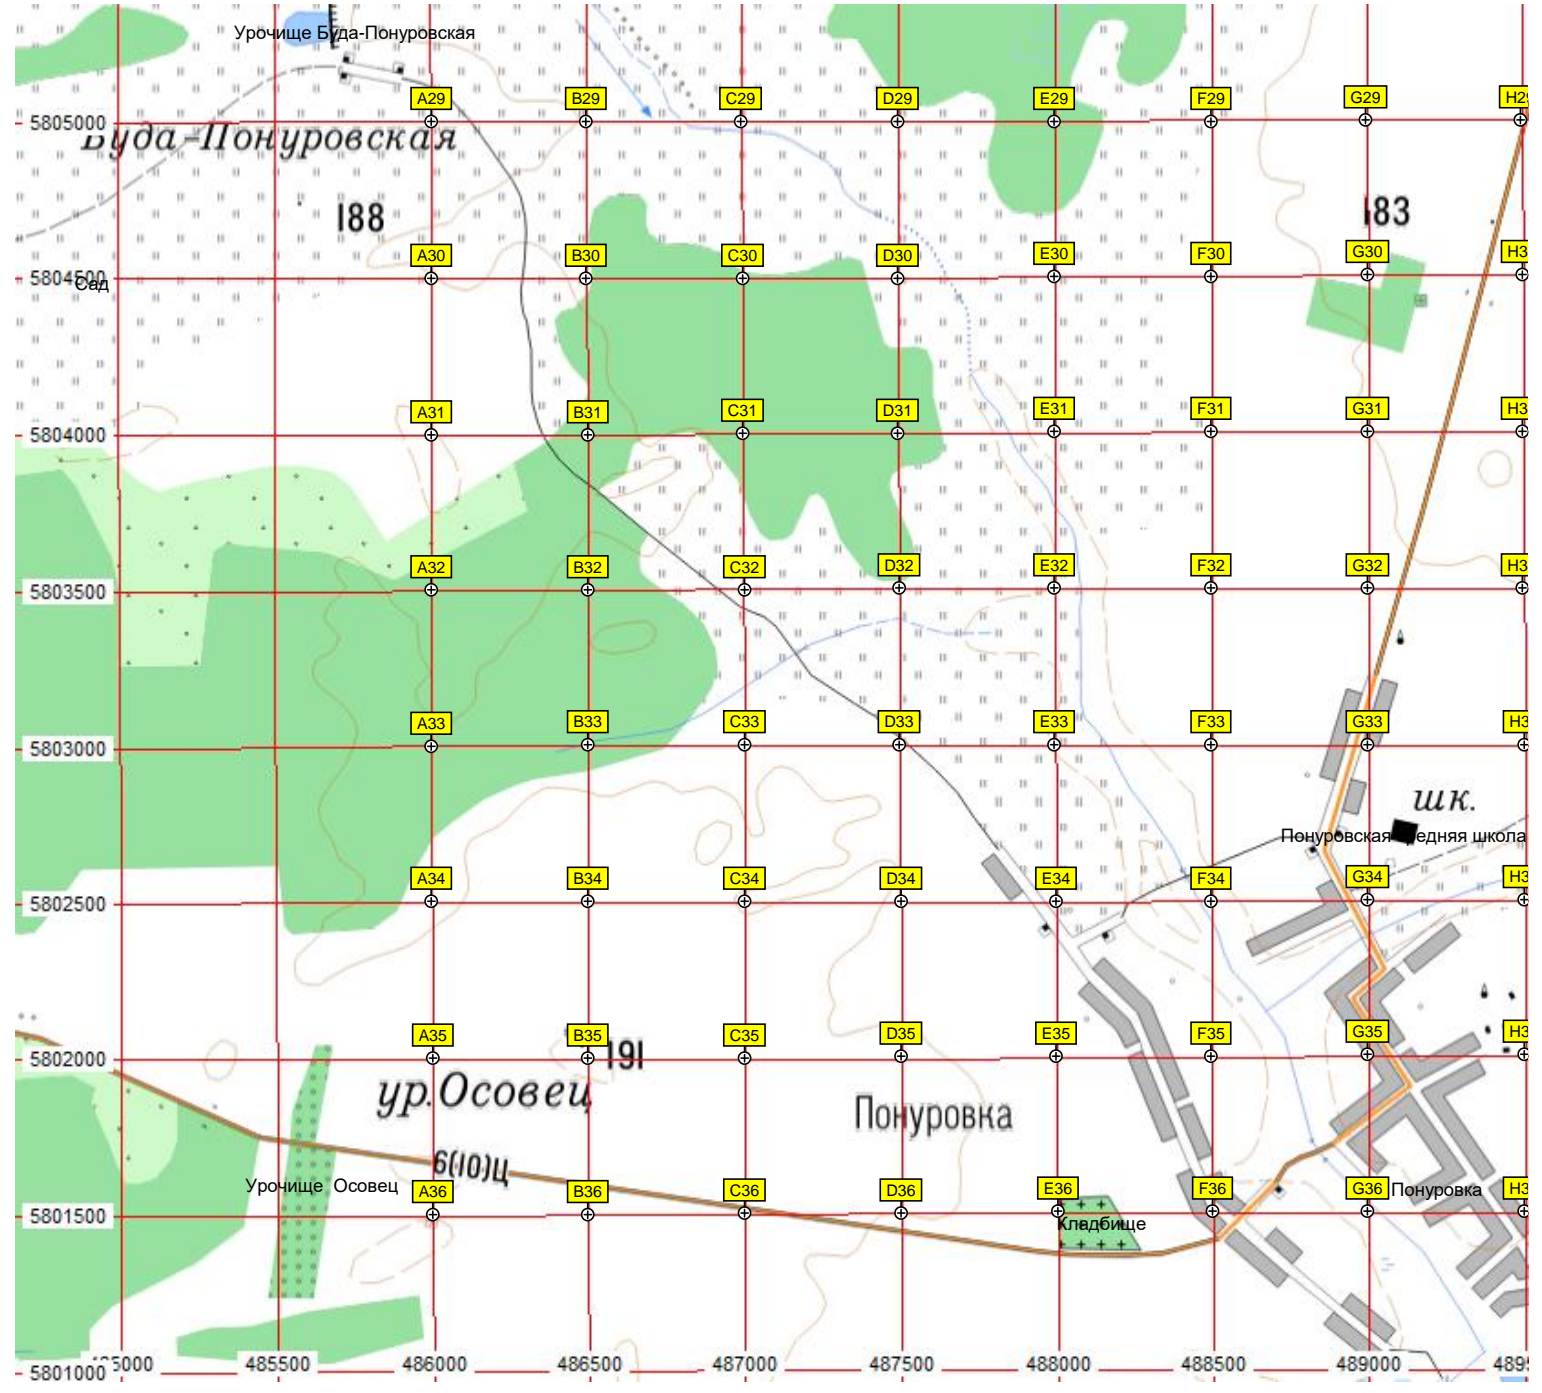 Урочище Буда-Понуровская
A29 B29 C29 D29 E29 F29 G29
5805000
Буда-Понуровская
188
183
A30 B30 C30 D30 E30 F30 G30
5804500
Сад
A31 B31 C31 D31 E31 F31 G31
5804000
A32 B32 C32 D32 E32 F32 G32
5803500
A33 B33 C33 D33 E33 F33 G33
5803000
шк.
Понуровская
школа
A34 B34 C34 D34 E34 F34 G34
5802500
A35 B35 C35 D35 E35 F35 G35
5802000
191
ур.Осовец
Понуровка
6(10)Ц
Урочище Осовец
A36 B36 C36 D36 E36 F36 G36
Понуровка
5801500
Кладбище
5801000
485500 486000 486500 487000 487500 488000 488500 489000